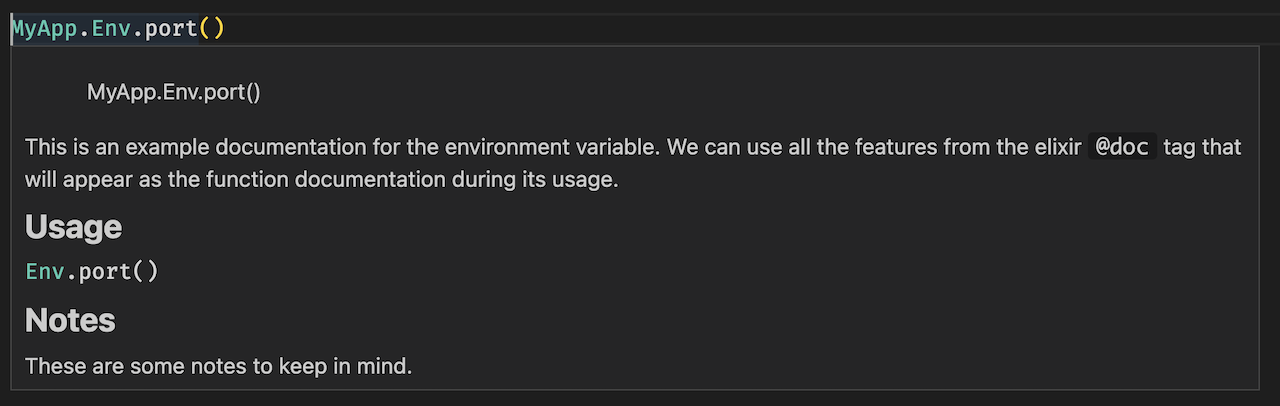 MyApp.Env.port()
MyApp.Env.port()
This is an example documentation for the environment variable. We can use all the features from the elixir @doc tag that
will appear as the function documentation during its usage.
Usage
Env.port()
Notes
These are some notes to keep in mind.